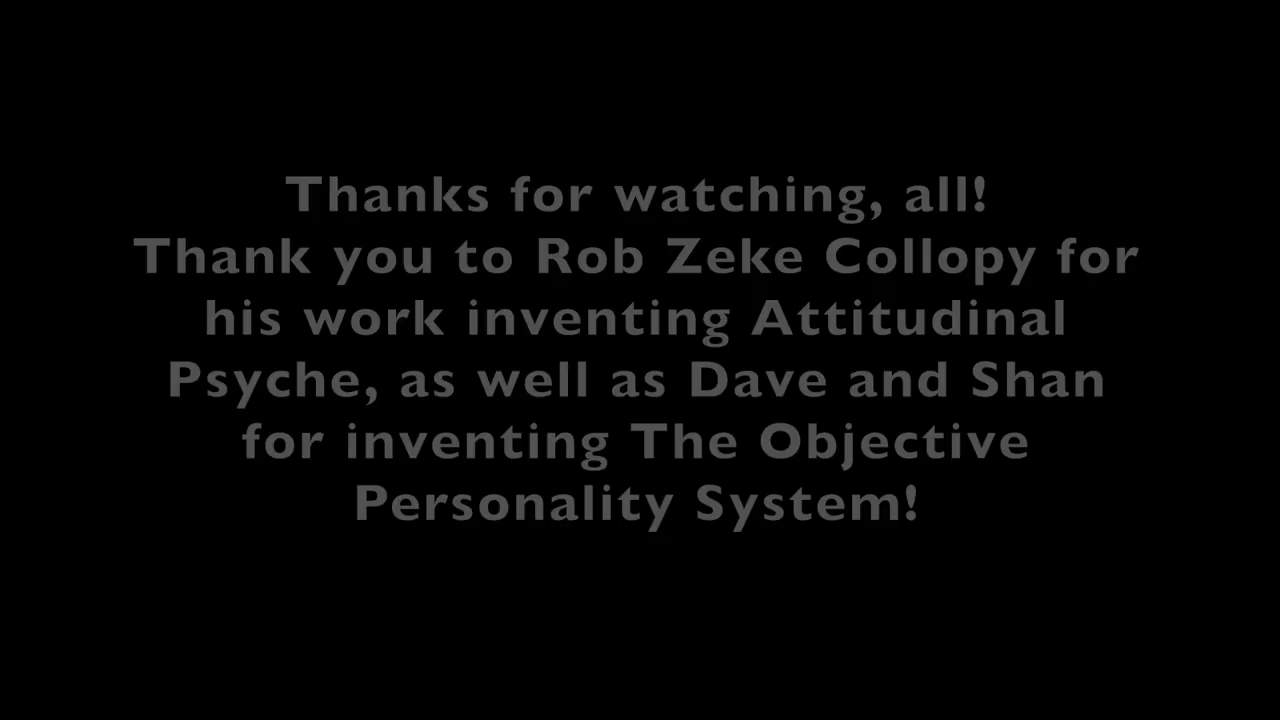 Thanks for watching, all!
Thank you to Rob Zeke Collopy for
his work inventing Attitudinal
Psyche, as well as Dave and Shan
for inventing The Objective
Personality System!